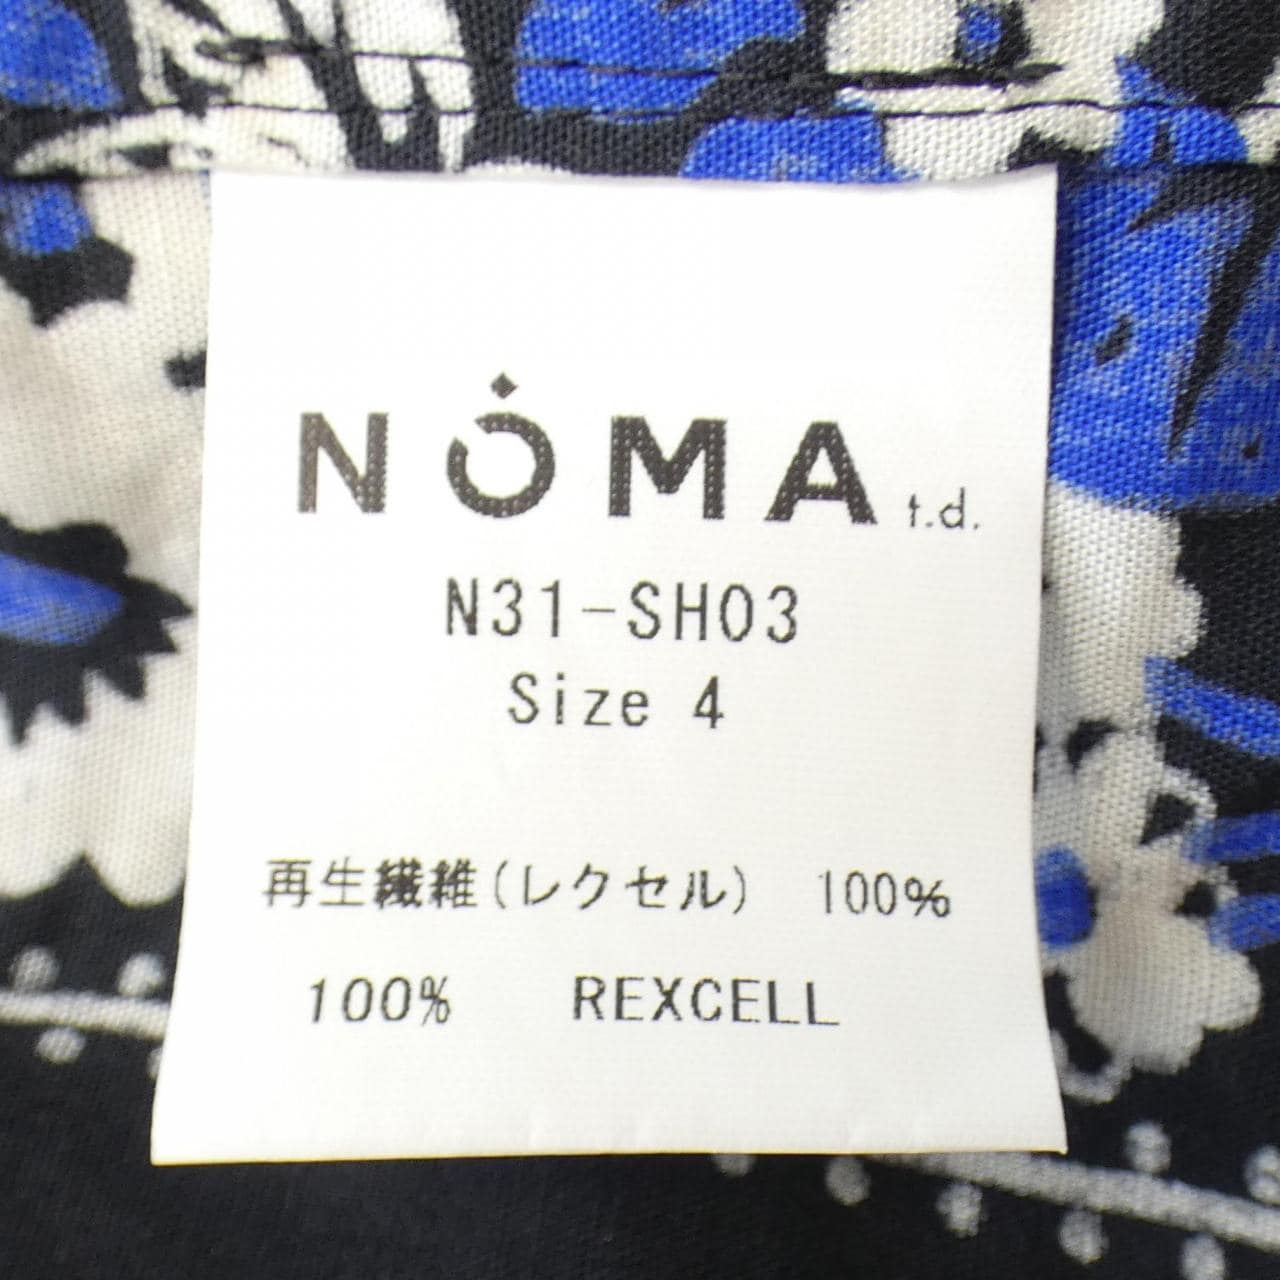 NOMA t.d.
N31-SH03
Size 4
再生繊維(レクセル) 100%
100% REXCELL